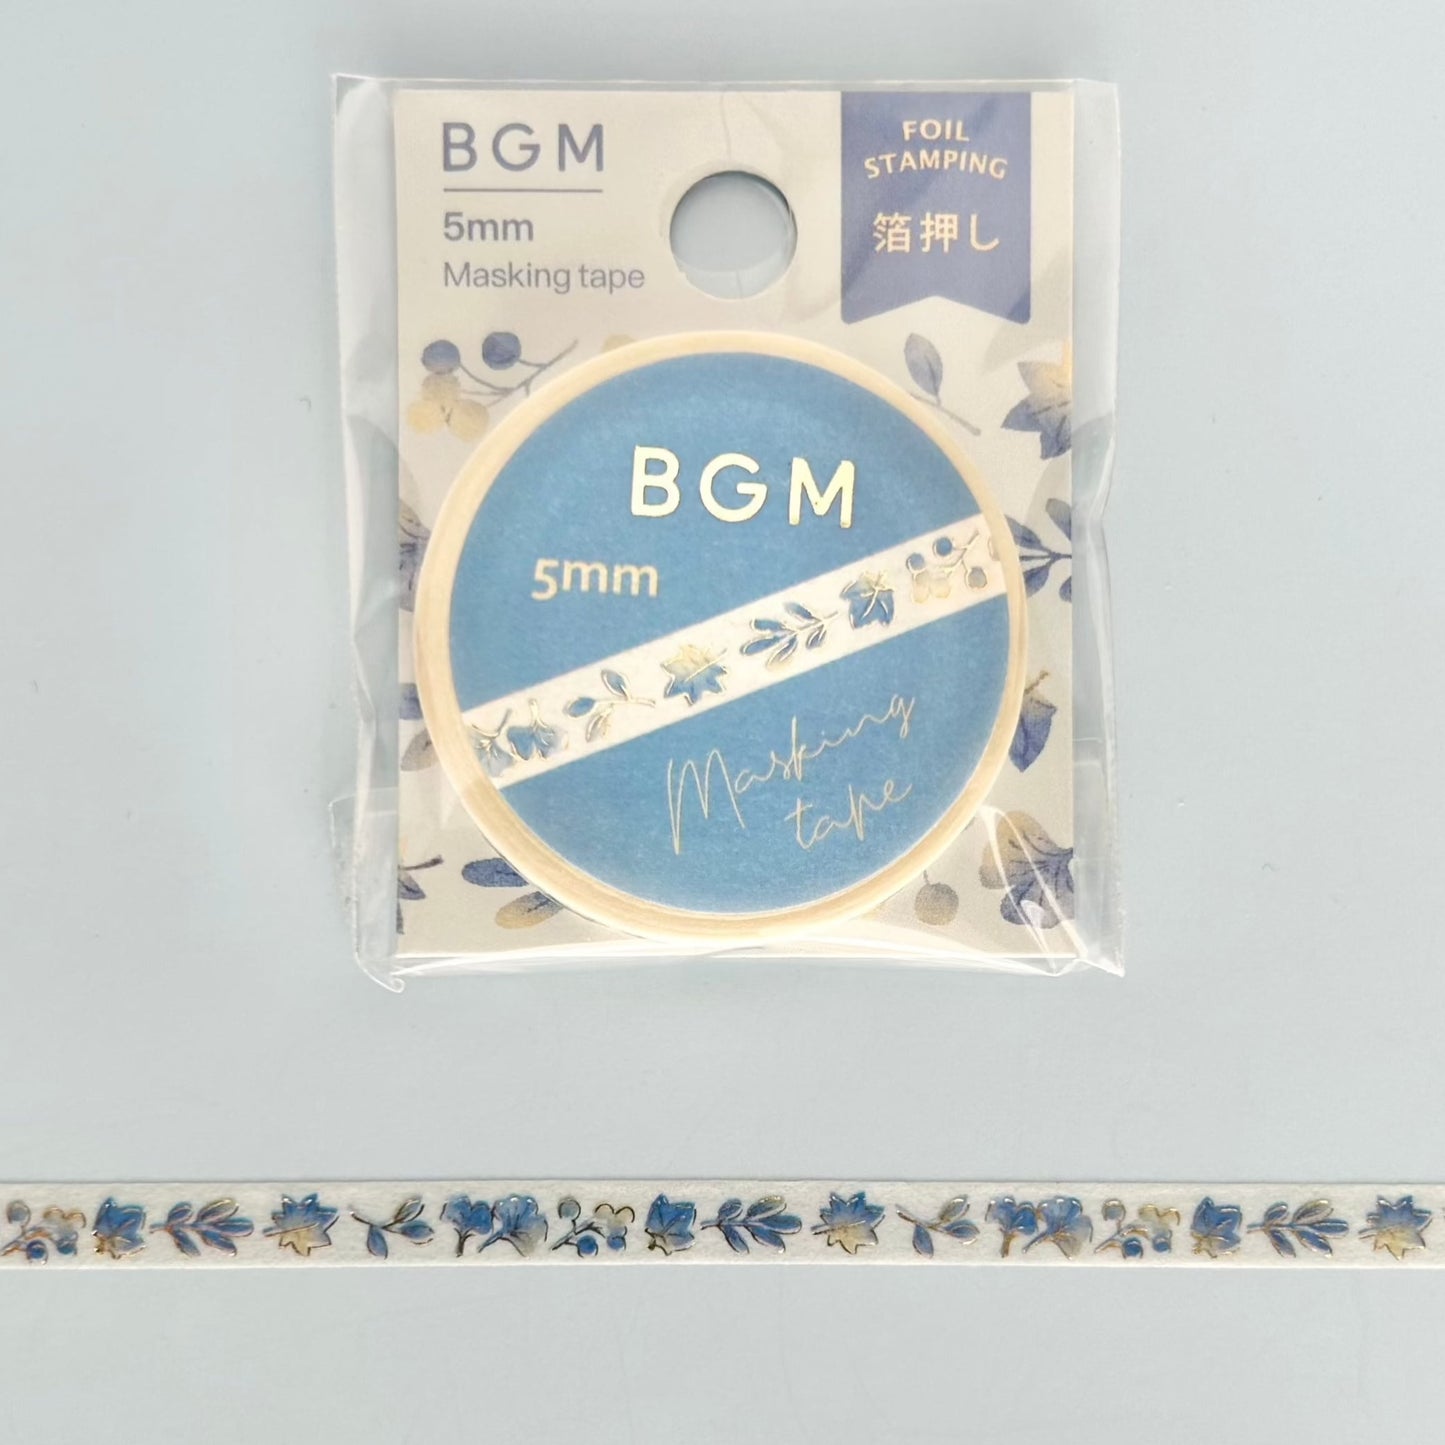 BGM
5mm
Masking tape
FOIL
STAMPING
箔押し
BGM
5mm
Masking
tape